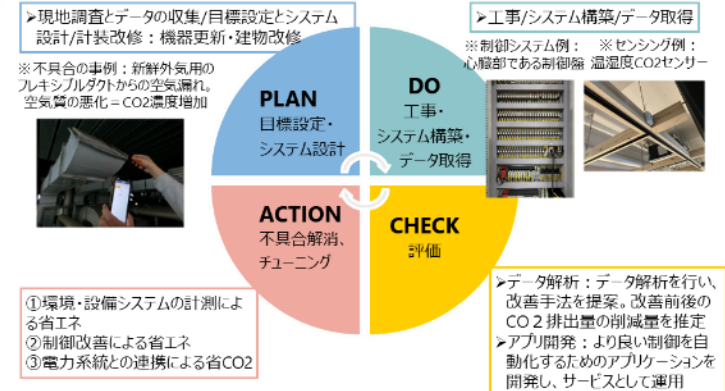 ➢現地調査とデータの収集/目標設定とシステム
設計/計装改修：機器更新・建物改修
※不具合の事例：新鮮外気用の
フレキシブルダクトからの空気漏れ。
空気質の悪化＝CO2濃度増加
PLAN
目標設定・
システム設計
➢工事/システム構築/データ取得
※制御システム例：
心臓部である制御盤
※センシング例：
温湿度CO2センサー
DO
工事・
システム構築・
データ取得
ACTION
不具合解消、
チューニング
CHECK
評価
①環境・設備システムの計測によ
る省エネ
②制御改善による省エネ
③電力系統との連携による省CO2
➢データ解析：データ解析を行い、
改善手法を提案。改善前後の
CO２排出量の削減量を推定
➢アプリ開発：より良い制御を自
動化するためのアプリケーションを
開発し、サービスとして運用